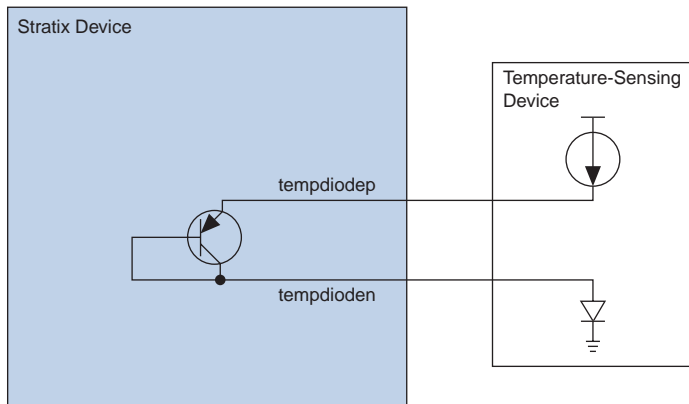 Stratix Device
Temperature-Sensing
Device
tempdiodep
tempdioden